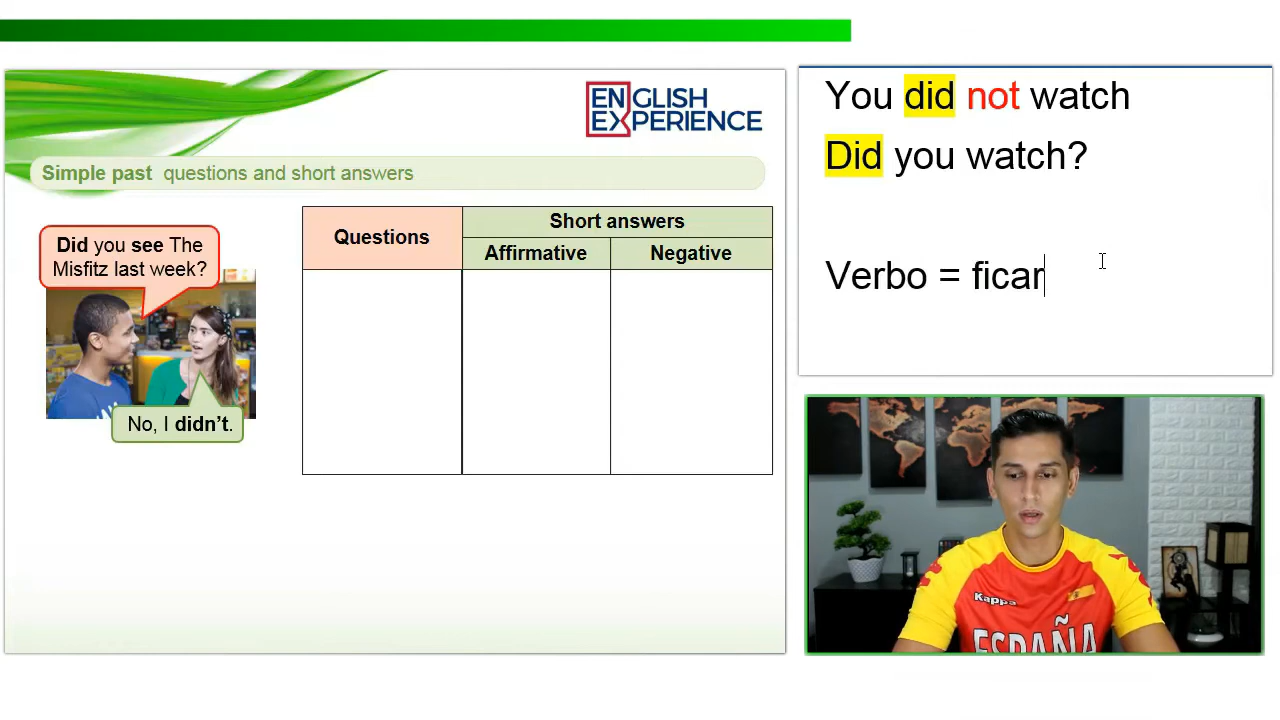 ENGLISH
EXPERIENCE
Simple past questions and short answers
Did you see The
Misfitz last week?
No, I didn't.
Questions
Short answers
Affirmative
Negative
You did not watch
Did you watch?
Verbo = ficar
Kappa
ESPAÑA